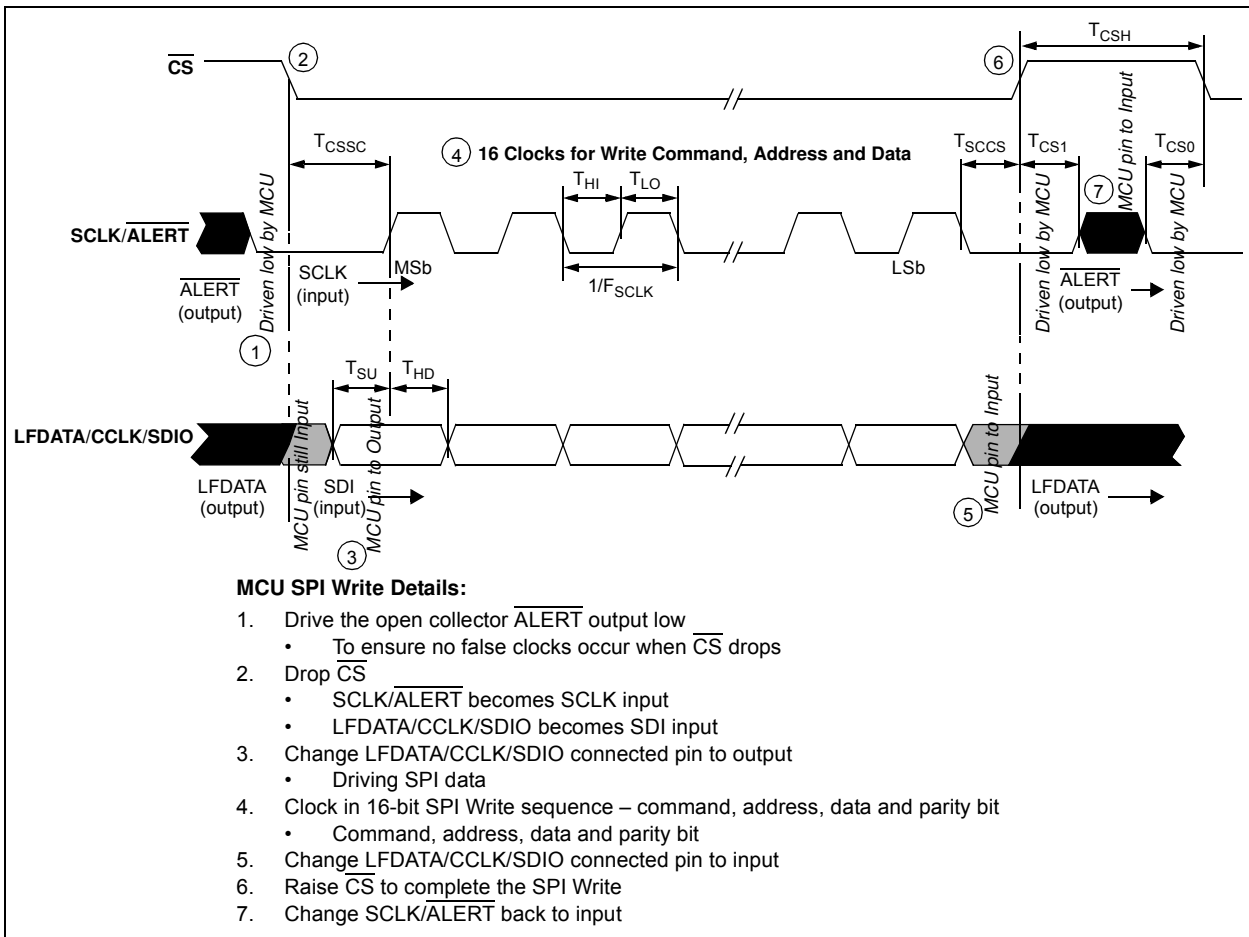 CS
2
TCSH
6
TCSSC
4 16 Clocks for Write Command, Address and Data
THI
TLO
TSCCS
TCS1
MCU pin to Input
TCS0
7
SCLK/ALERT
ALERT
(output)
Driven low by MCU
SCLK
(input)
MSb
1/FSCLK
LSb
Driven low by MCU
ALERT
(output)
Driven low by MCU
1
TSU
THD
LFDATA/CCLK/SDIO
LFDATA
(output)
MCU pin still Input
SDI
(input)
MCU pin to Output
3
MCU pin to Input
5
LFDATA
(output)
MCU SPI Write Details:
1. Drive the open collector ALERT output low
• To ensure no false clocks occur when CS drops
2. Drop CS
• SCLK/ALERT becomes SCLK input
• LFDATA/CCLK/SDIO becomes SDI input
3. Change LFDATA/CCLK/SDIO connected pin to output
• Driving SPI data
4. Clock in 16-bit SPI Write sequence – command, address, data and parity bit
• Command, address, data and parity bit
5. Change LFDATA/CCLK/SDIO connected pin to input
6. Raise CS to complete the SPI Write
7. Change SCLK/ALERT back to input